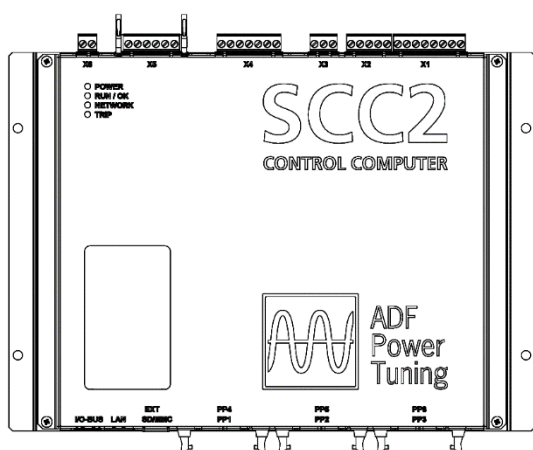 X6 X5 X4 X3 X2 X1
POWER
RUN / OK
NETWORK
TRIP
SCC2
CONTROL COMPUTER
ADF
Power
Tuning
EXT PP4 PP5 PP6
I/O-BUS LAN SD/MMC PP1 PP2 PP3